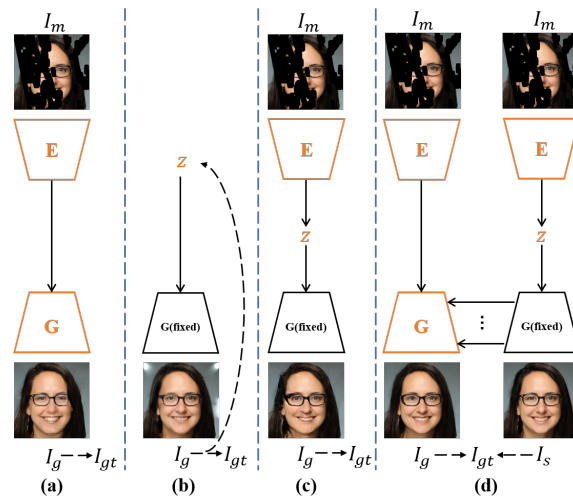 I_m I_m I_m I_m
E E E E
z z z
G G(fixed) G(fixed) G G(fixed)
⋮
I_g → I_gt I_g → I_gt I_g → I_gt I_g → I_gt ← I_s
(a) (b) (c) (d)